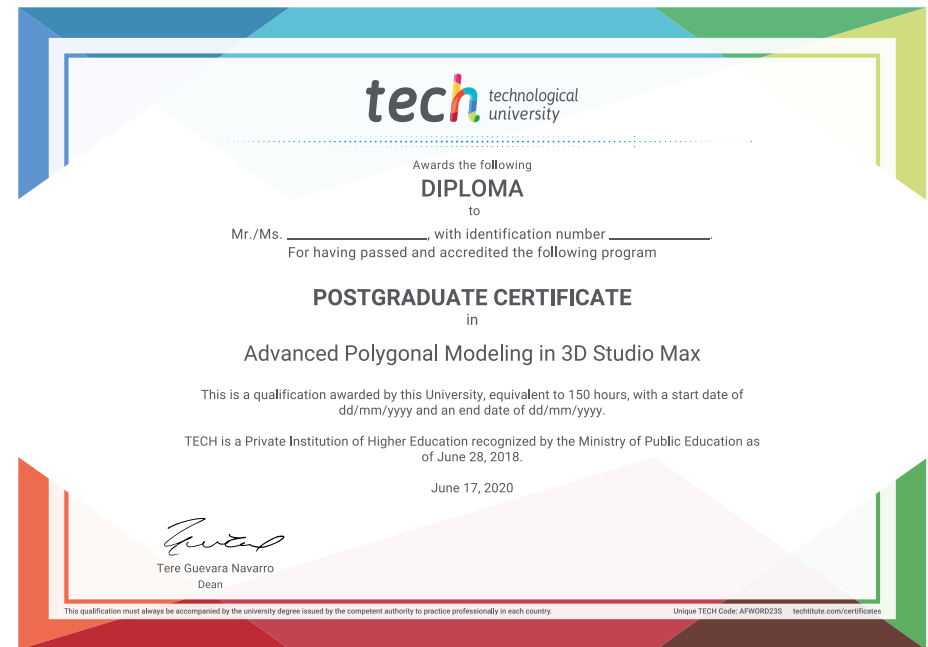 tech technological
university
Awards the following
DIPLOMA
to
Mr./Ms. ____________________, with identification number ______________.
For having passed and accredited the following program
POSTGRADUATE CERTIFICATE
in
Advanced Polygonal Modeling in 3D Studio Max
This is a qualification awarded by this University, equivalent to 150 hours, with a start date of
dd/mm/yyyy and an end date of dd/mm/yyyy.
TECH is a Private Institution of Higher Education recognized by the Ministry of Public Education as
of June 28, 2018.
June 17, 2020
Tere Guevara Navarro
Dean
This qualification must always be accompanied by the university degree issued by the competent authority to practice professionally in each country.
Unique TECH Code: AFWORD23S techtitute.com/certificates